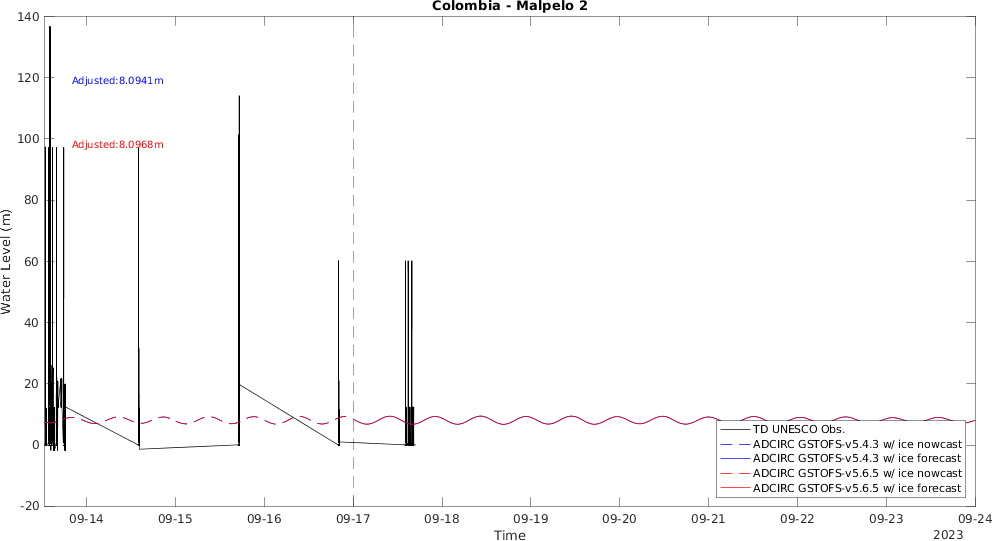 Colombia - Malpelo 2
140
120
100
80
60
40
20
0
-20
Water Level (m)
Adjusted:8.0941m
Adjusted:8.0968m
TD UNESCO Obs.
ADCIRC GSTOFS-v5.4.3 w/ ice nowcast
ADCIRC GSTOFS-v5.4.3 w/ ice forecast
ADCIRC GSTOFS-v5.6.5 w/ ice nowcast
ADCIRC GSTOFS-v5.6.5 w/ ice forecast
09-14 09-15 09-16 09-17 09-18 09-19 09-20 09-21 09-22 09-23 09-24
Time
2023